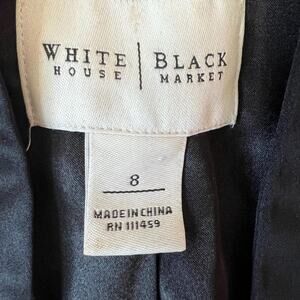 WHITE | BLACK
HOUSE | MARKET
8
MADE IN CHINA
RN 111459